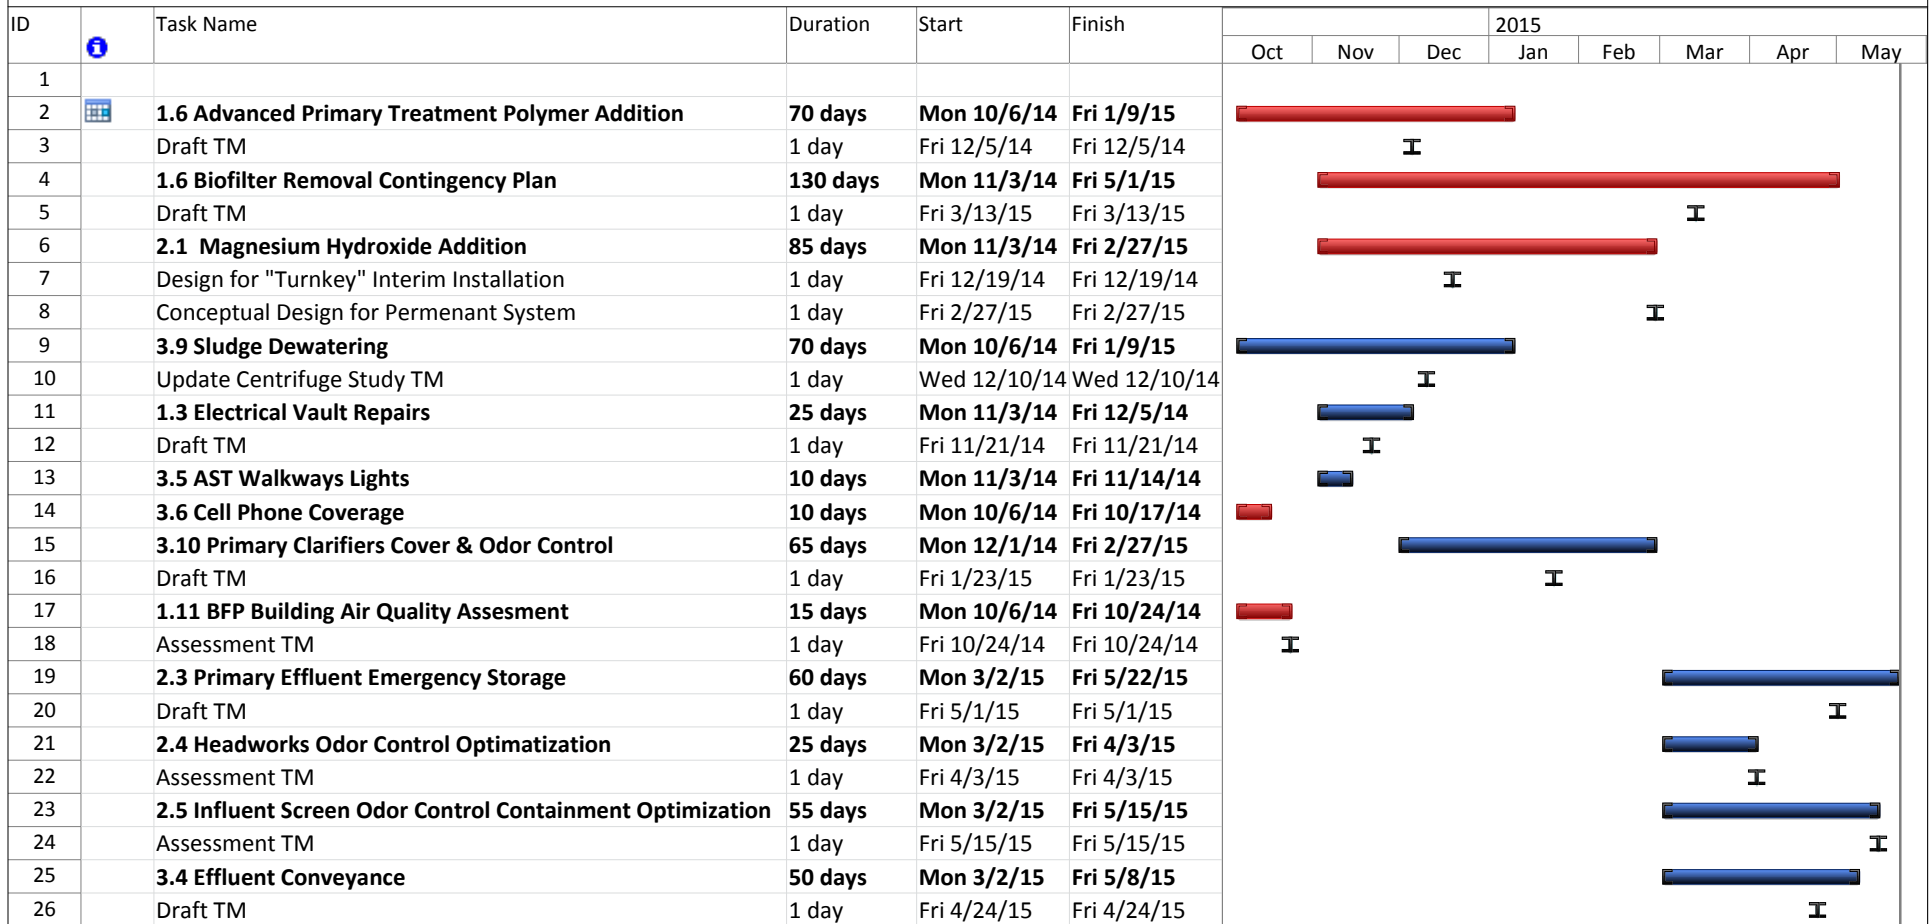 ID Task Name Duration Start Finish 2015
Oct Nov Dec Jan Feb Mar Apr May
1
2 1.6 Advanced Primary Treatment Polymer Addition 70 days Mon 10/6/14 Fri 1/9/15
3 Draft TM 1 day Fri 12/5/14 Fri 12/5/14
4 1.6 Biofilter Removal Contingency Plan 130 days Mon 11/3/14 Fri 5/1/15
5 Draft TM 1 day Fri 3/13/15 Fri 3/13/15
6 2.1 Magnesium Hydroxide Addition 85 days Mon 11/3/14 Fri 2/27/15
7 Design for "Turnkey" Interim Installation 1 day Fri 12/19/14 Fri 12/19/14
8 Conceptual Design for Permenant System 1 day Fri 2/27/15 Fri 2/27/15
9 3.9 Sludge Dewatering 70 days Mon 10/6/14 Fri 1/9/15
10 Update Centrifuge Study TM 1 day Wed 12/10/14 Wed 12/10/14
11 1.3 Electrical Vault Repairs 25 days Mon 11/3/14 Fri 12/5/14
12 Draft TM 1 day Fri 11/21/14 Fri 11/21/14
13 3.5 AST Walkways Lights 10 days Mon 11/3/14 Fri 11/14/14
14 3.6 Cell Phone Coverage 10 days Mon 10/6/14 Fri 10/17/14
15 3.10 Primary Clarifiers Cover & Odor Control 65 days Mon 12/1/14 Fri 2/27/15
16 Draft TM 1 day Fri 1/23/15 Fri 1/23/15
17 1.11 BFP Building Air Quality Assesment 15 days Mon 10/6/14 Fri 10/24/14
18 Assessment TM 1 day Fri 10/24/14 Fri 10/24/14
19 2.3 Primary Effluent Emergency Storage 60 days Mon 3/2/15 Fri 5/22/15
20 Draft TM 1 day Fri 5/1/15 Fri 5/1/15
21 2.4 Headworks Odor Control Optimatization 25 days Mon 3/2/15 Fri 4/3/15
22 Assessment TM 1 day Fri 4/3/15 Fri 4/3/15
23 2.5 Influent Screen Odor Control Containment Optimization 55 days Mon 3/2/15 Fri 5/15/15
24 Assessment TM 1 day Fri 5/15/15 Fri 5/15/15
25 3.4 Effluent Conveyance 50 days Mon 3/2/15 Fri 5/8/15
26 Draft TM 1 day Fri 4/24/15 Fri 4/24/15